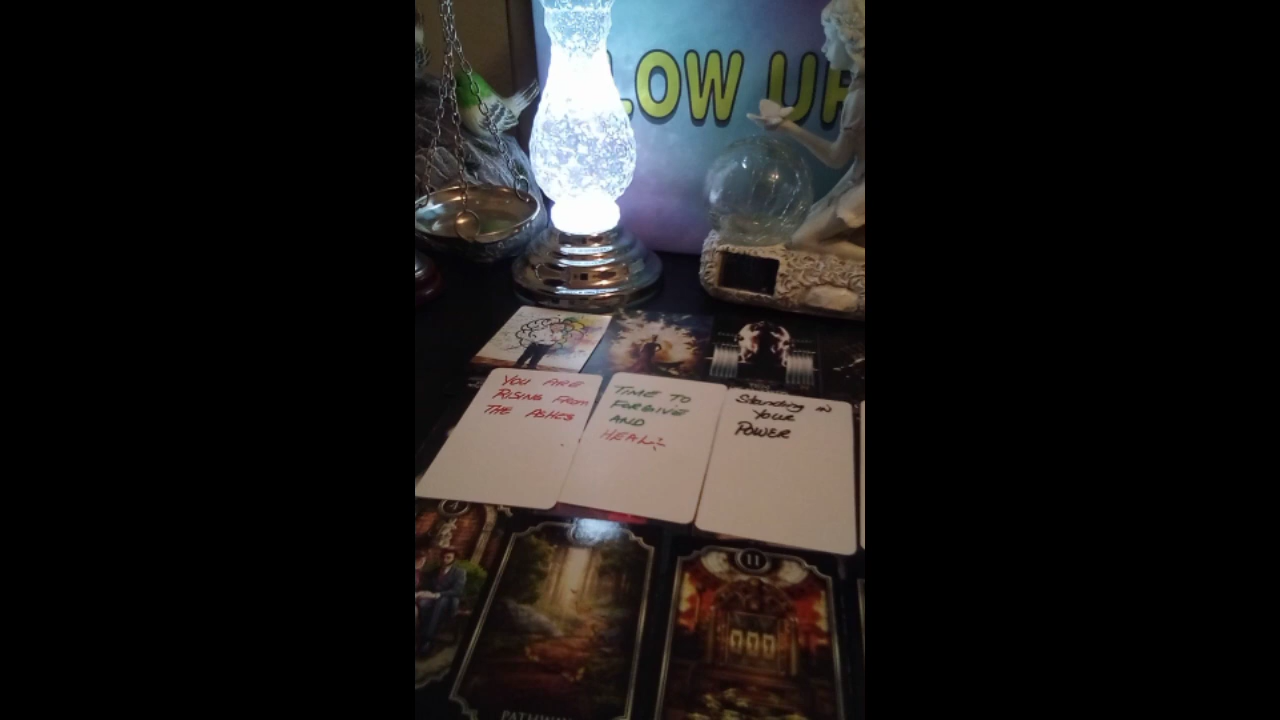 LOW UP
YOU ARE
RISING FROM
THE ASHES
TIME TO
FORGIVE
AND
HEAL
Standing in
Your
POWER
11